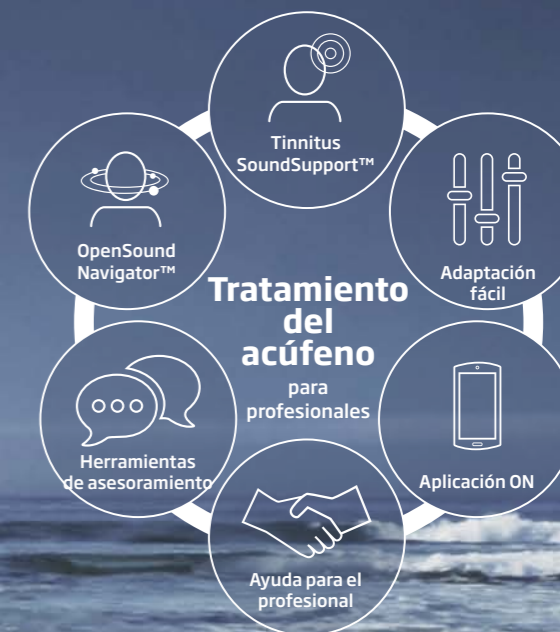 Tinnitus
SoundSupport™
OpenSound
Navigator™
Adaptación
fácil
Tratamiento
del
acúfeno
para
profesionales
Herramientas
de asesoramiento
Aplicación ON
Ayuda para el
profesional